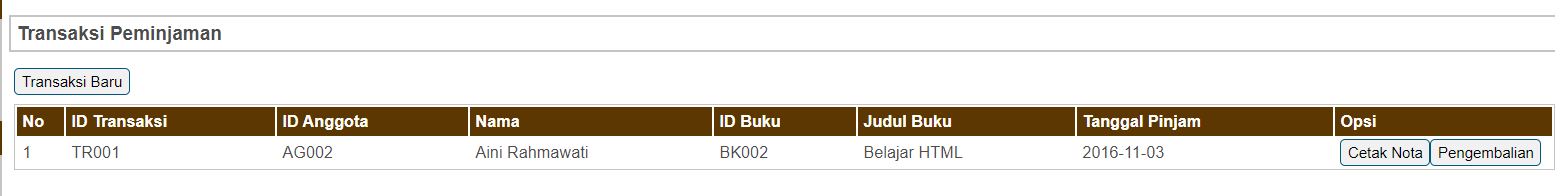 Transaksi Peminjaman
Transaksi Baru
No ID Transaksi ID Anggota Nama ID Buku Judul Buku Tanggal Pinjam Opsi
1 TR001 AG002 Aini Rahmawati BK002 Belajar HTML 2016-11-03 Cetak Nota Pengembalian